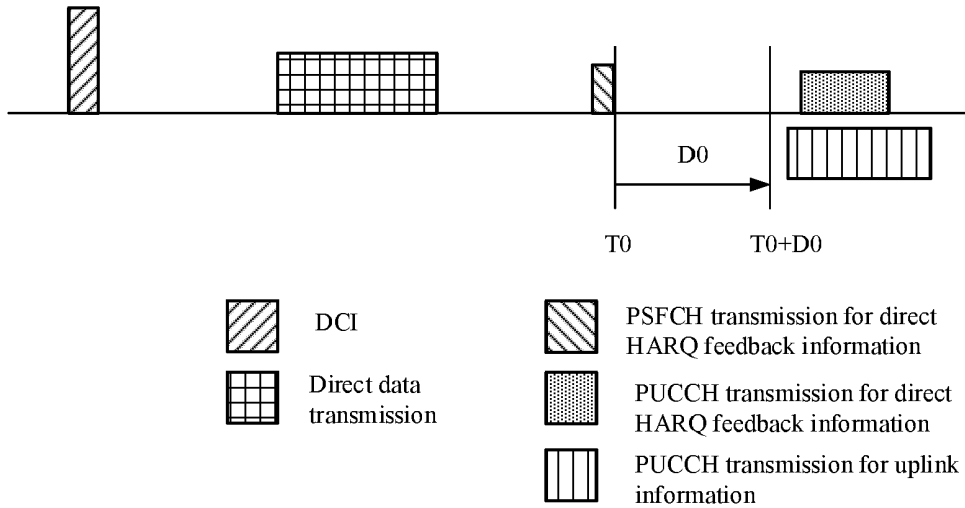 D0
T0
T0+D0
DCI
Direct data
transmission
PSFCH transmission for direct
HARQ feedback information
PUCCH transmission for direct
HARQ feedback information
PUCCH transmission for uplink
information